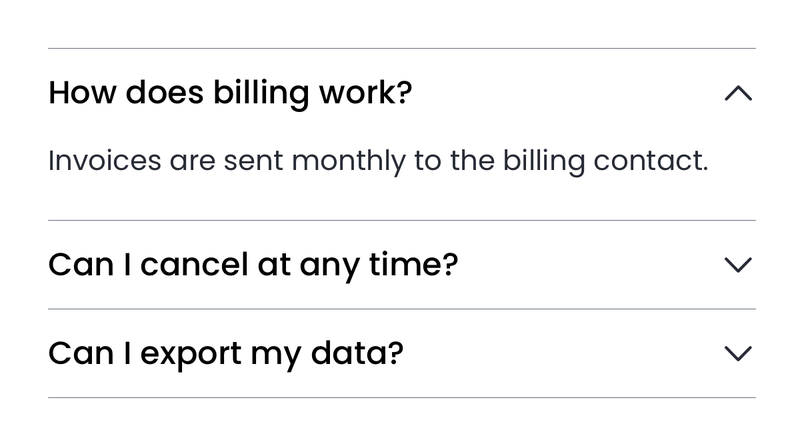 How does billing work?
Invoices are sent monthly to the billing contact.
Can I cancel at any time?
Can I export my data?